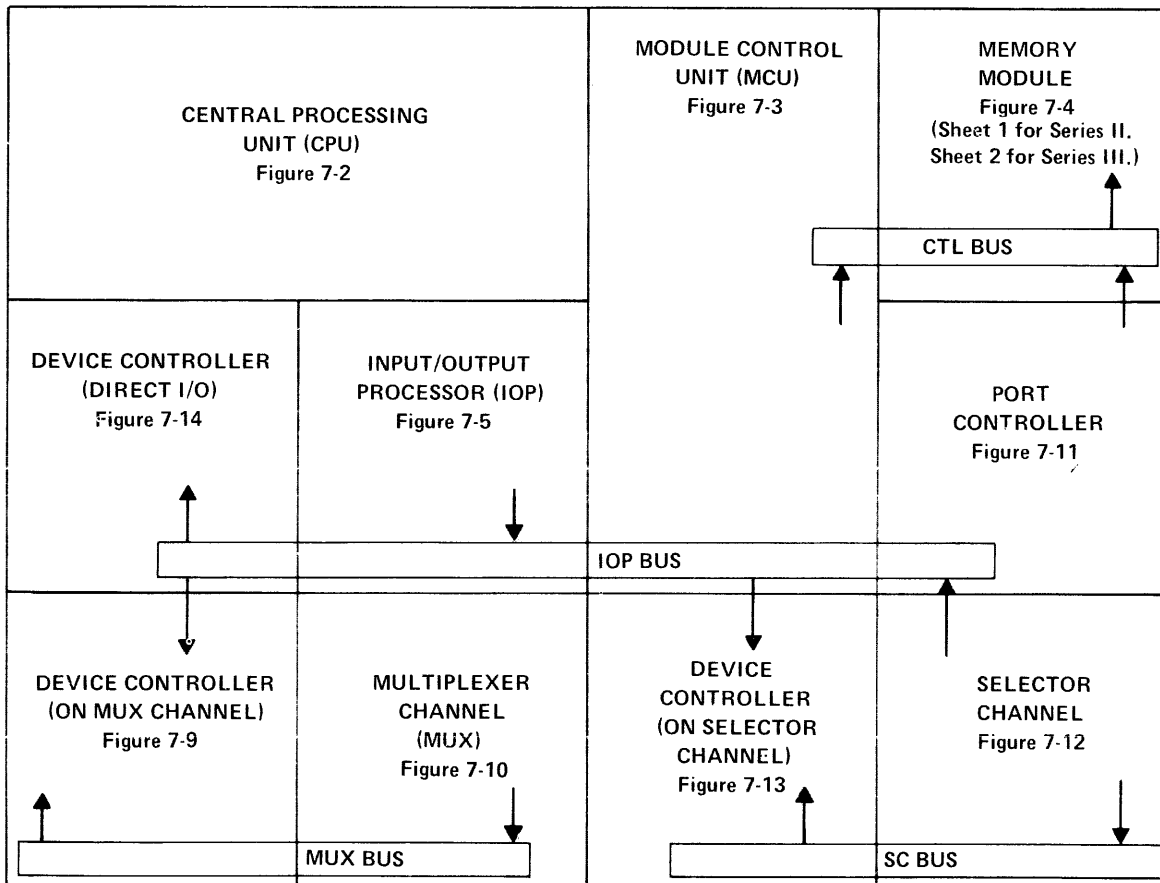 CENTRAL PROCESSING
UNIT (CPU)
Figure 7-2
MODULE CONTROL
UNIT (MCU)
Figure 7-3
MEMORY
MODULE
Figure 7-4
(Sheet 1 for Series II.
Sheet 2 for Series III.)
CTL BUS
DEVICE CONTROLLER
(DIRECT I/O)
Figure 7-14
INPUT/OUTPUT
PROCESSOR (IOP)
Figure 7-5
PORT
CONTROLLER
Figure 7-11
IOP BUS
DEVICE CONTROLLER
(ON MUX CHANNEL)
Figure 7-9
MULTIPLEXER
CHANNEL
(MUX)
Figure 7-10
DEVICE
CONTROLLER
(ON SELECTOR
CHANNEL)
Figure 7-13
SELECTOR
CHANNEL
Figure 7-12
MUX BUS
SC BUS